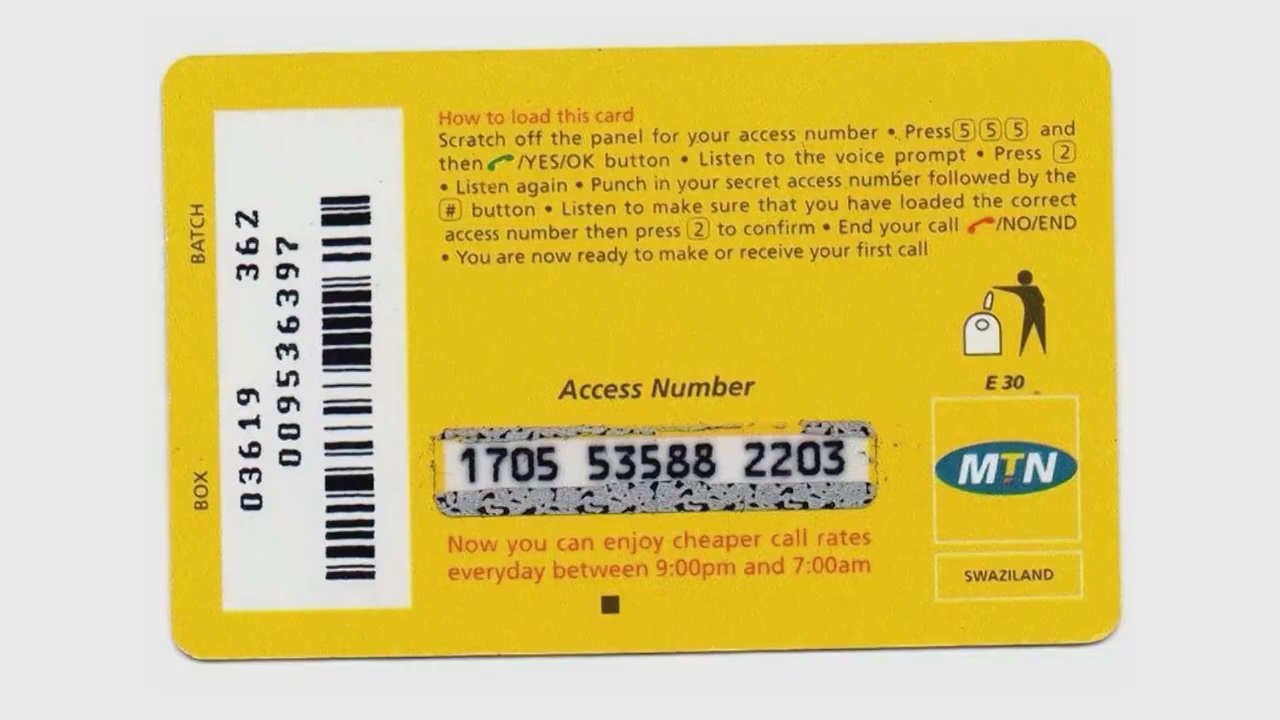 How to load this card
Scratch off the panel for your access number • Press 5 5 5 and
then /YES/OK button • Listen to the voice prompt • Press 2
• Listen again • Punch in your secret access number followed by the
# button • Listen to make sure that you have loaded the correct
access number then press 2 to confirm • End your call /NO/END
• You are now ready to make or receive your first call
BATCH
BOX
03619 362
009536397
E 30
Access Number
1705 53588 2203
MTN
Now you can enjoy cheaper call rates
everyday between 9:00pm and 7:00am
SWAZILAND